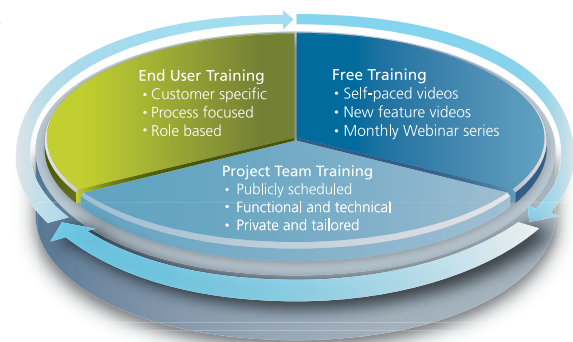 End User Training
• Customer specific
• Process focused
• Role based
Free Training
• Self-paced videos
• New feature videos
• Monthly Webinar series
Project Team Training
• Publicly scheduled
• Functional and technical
• Private and tailored